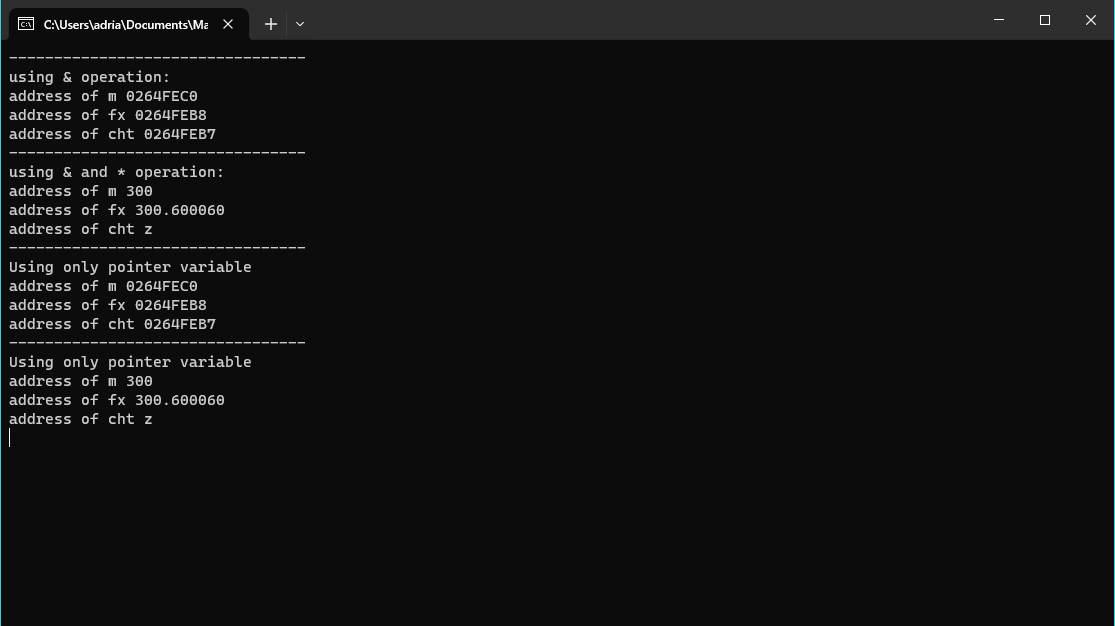 C:\Users\adria\Documents\Ma
---------------------------------
using & operation:
address of m 0264FEC0
address of fx 0264FEB8
address of cht 0264FEB7
---------------------------------
using & and * operation:
address of m 300
address of fx 300.600060
address of cht z
---------------------------------
Using only pointer variable
address of m 0264FEC0
address of fx 0264FEB8
address of cht 0264FEB7
---------------------------------
Using only pointer variable
address of m 300
address of fx 300.600060
address of cht z